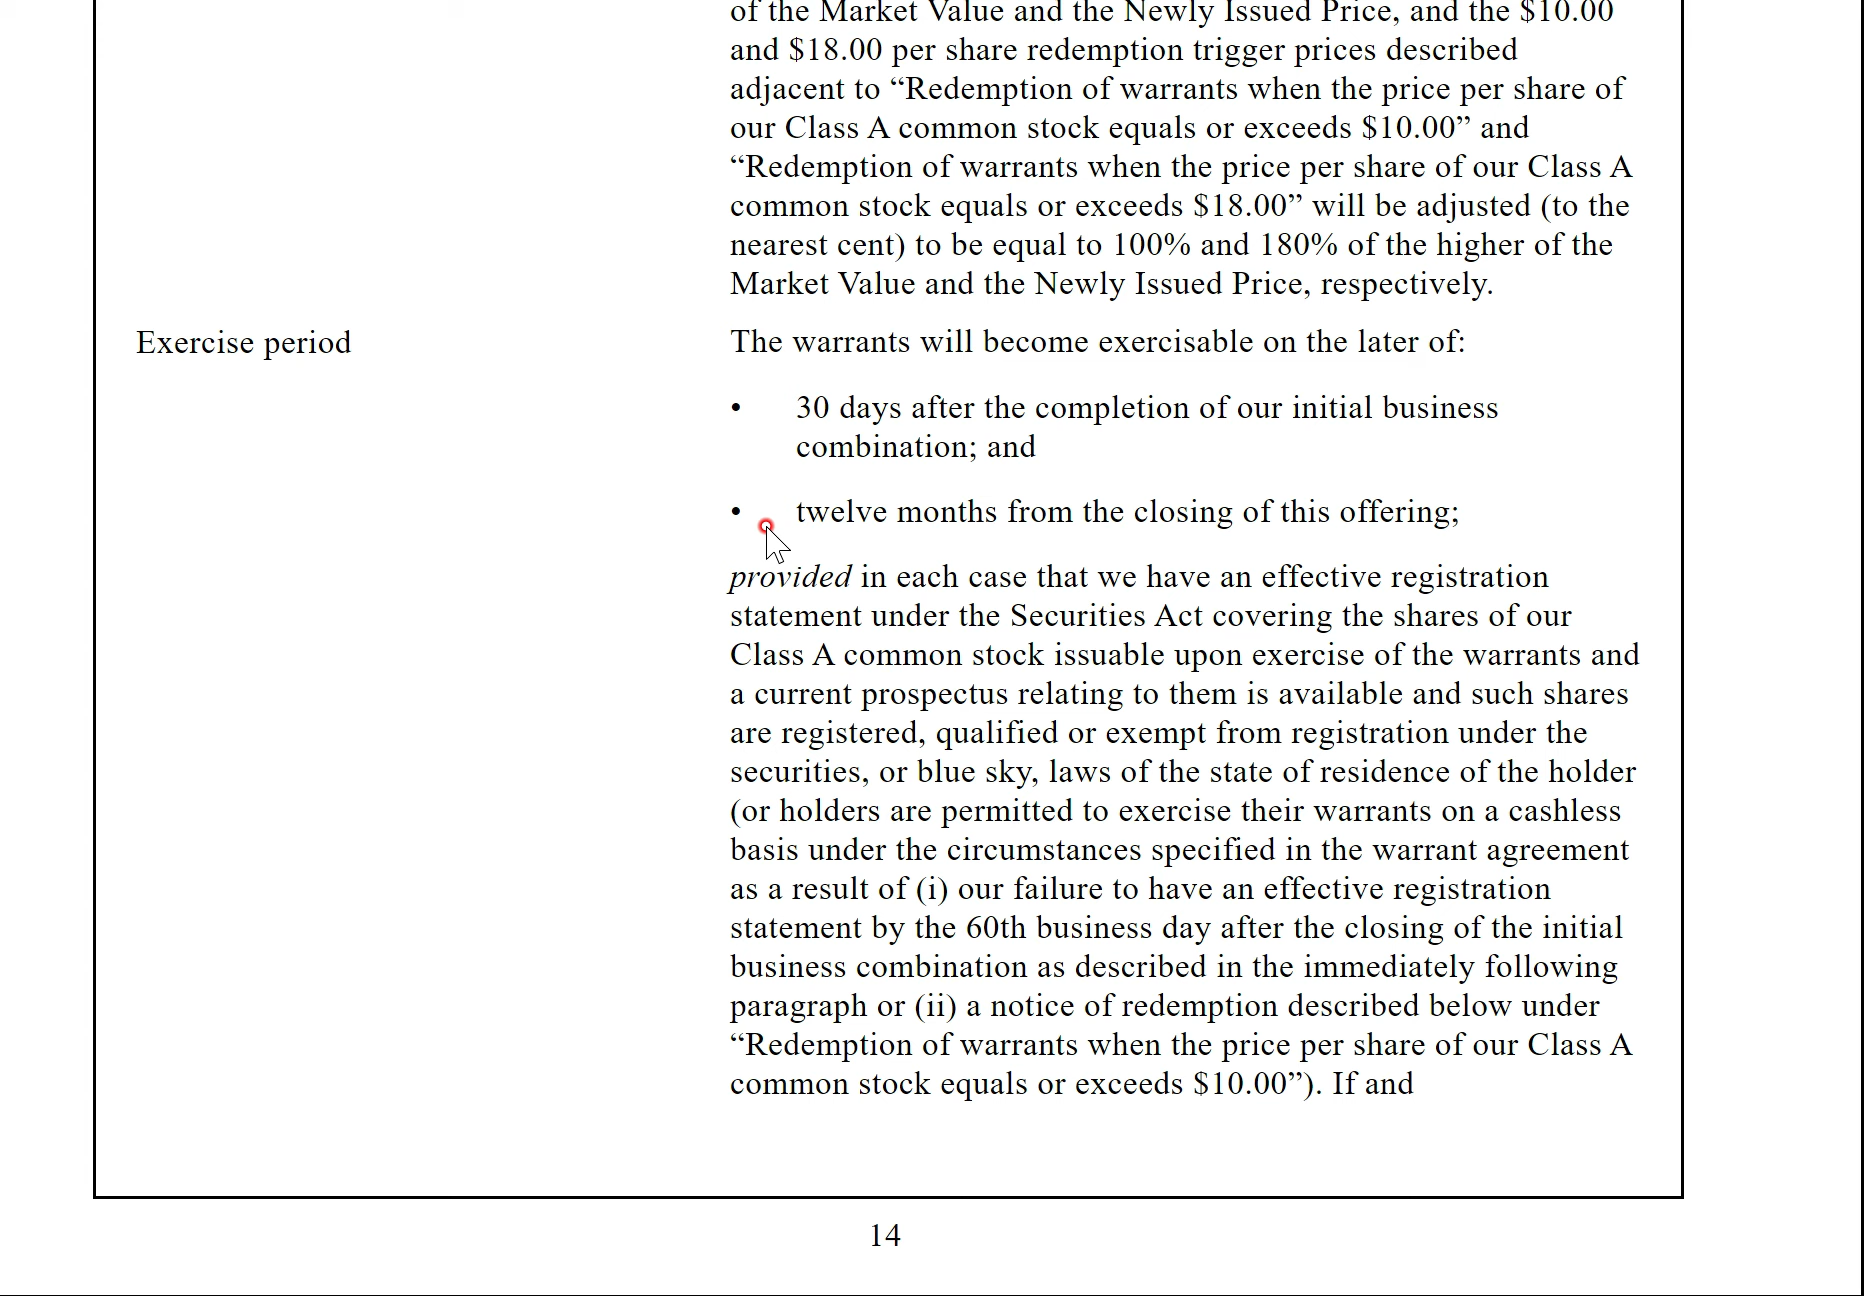 of the Market Value and the Newly Issued Price, and the $10.00
and $18.00 per share redemption trigger prices described
adjacent to “Redemption of warrants when the price per share of
our Class A common stock equals or exceeds $10.00” and
“Redemption of warrants when the price per share of our Class A
common stock equals or exceeds $18.00” will be adjusted (to the
nearest cent) to be equal to 100% and 180% of the higher of the
Market Value and the Newly Issued Price, respectively.
Exercise period
The warrants will become exercisable on the later of:
• 30 days after the completion of our initial business
combination; and
• twelve months from the closing of this offering;
provided in each case that we have an effective registration
statement under the Securities Act covering the shares of our
Class A common stock issuable upon exercise of the warrants and
a current prospectus relating to them is available and such shares
are registered, qualified or exempt from registration under the
securities, or blue sky, laws of the state of residence of the holder
(or holders are permitted to exercise their warrants on a cashless
basis under the circumstances specified in the warrant agreement
as a result of (i) our failure to have an effective registration
statement by the 60th business day after the closing of the initial
business combination as described in the immediately following
paragraph or (ii) a notice of redemption described below under
“Redemption of warrants when the price per share of our Class A
common stock equals or exceeds $10.00”). If and
14